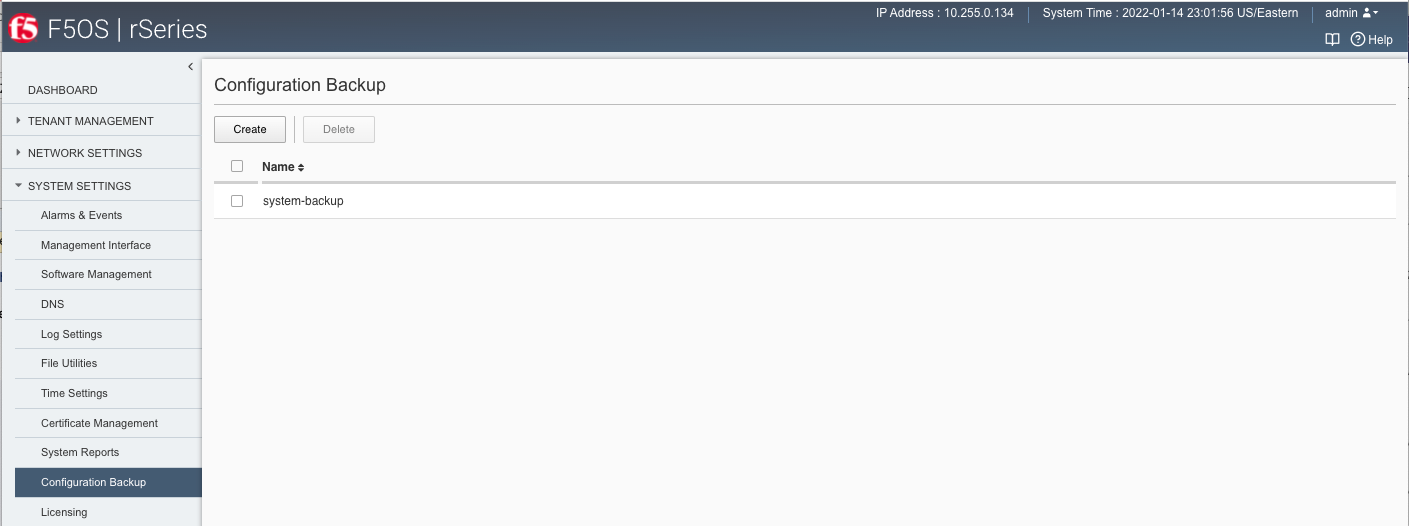 f5 F5OS | rSeries
IP Address : 10.255.0.134 System Time : 2022-01-14 23:01:56 US/Eastern admin
Help
DASHBOARD
TENANT MANAGEMENT
NETWORK SETTINGS
SYSTEM SETTINGS
Alarms & Events
Management Interface
Software Management
DNS
Log Settings
File Utilities
Time Settings
Certificate Management
System Reports
Configuration Backup
Licensing
Configuration Backup
Create Delete
Name
system-backup